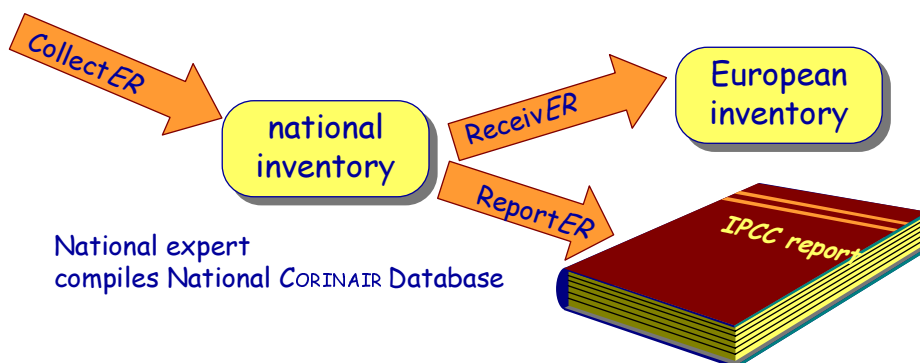 CollectER
national
inventory
ReceivER
European
inventory
ReportER
IPCC report
National expert
compiles National CORINAIR Database